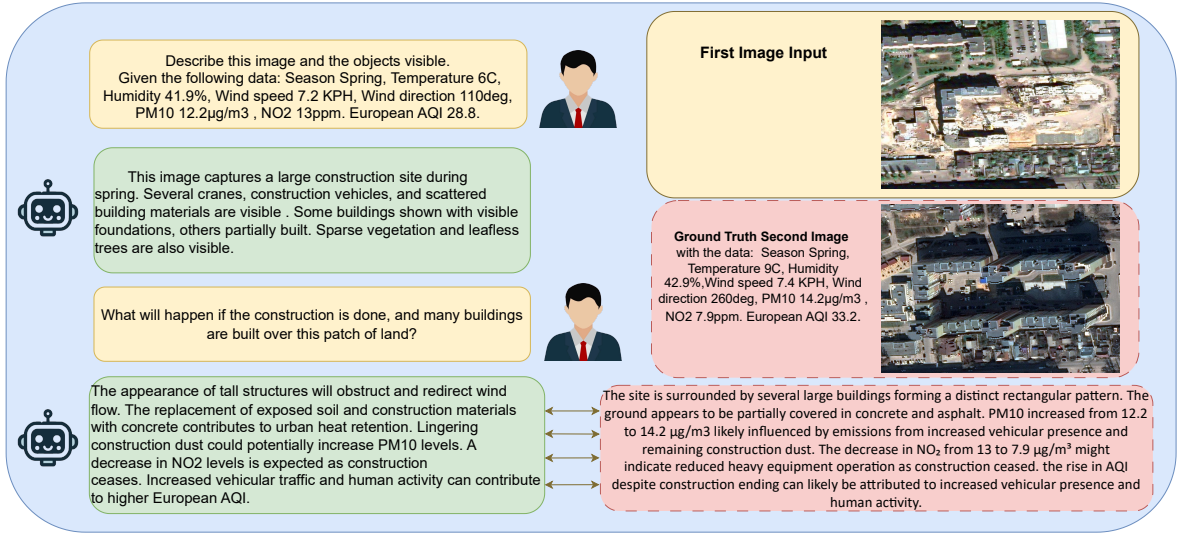 Describe this image and the objects visible.
Given the following data: Season Spring, Temperature 6C,
Humidity 41.9%, Wind speed 7.2 KPH, Wind direction 110deg,
PM10 12.2µg/m3 , NO2 13ppm. European AQI 28.8.
First Image Input
This image captures a large construction site during
spring. Several cranes, construction vehicles, and scattered
building materials are visible . Some buildings shown with visible
foundations, others partially built. Sparse vegetation and leafless
trees are also visible.
Ground Truth Second Image
with the data: Season Spring,
Temperature 9C, Humidity
42.9%,Wind speed 7.4 KPH, Wind
direction 260deg, PM10 14.2µg/m3 ,
NO2 7.9ppm. European AQI 33.2.
What will happen if the construction is done, and many buildings
are built over this patch of land?
The appearance of tall structures will obstruct and redirect wind
flow. The replacement of exposed soil and construction materials
with concrete contributes to urban heat retention. Lingering
construction dust could potentially increase PM10 levels. A
decrease in NO2 levels is expected as construction
ceases. Increased vehicular traffic and human activity can contribute
to higher European AQI.
The site is surrounded by several large buildings forming a distinct rectangular pattern. The
ground appears to be partially covered in concrete and asphalt. PM10 increased from 12.2
to 14.2 µg/m3 likely influenced by emissions from increased vehicular presence and
remaining construction dust. The decrease in NO₂ from 13 to 7.9 µg/m³ might
indicate reduced heavy equipment operation as construction ceased. the rise in AQI
despite construction ending can likely be attributed to increased vehicular presence and
human activity.